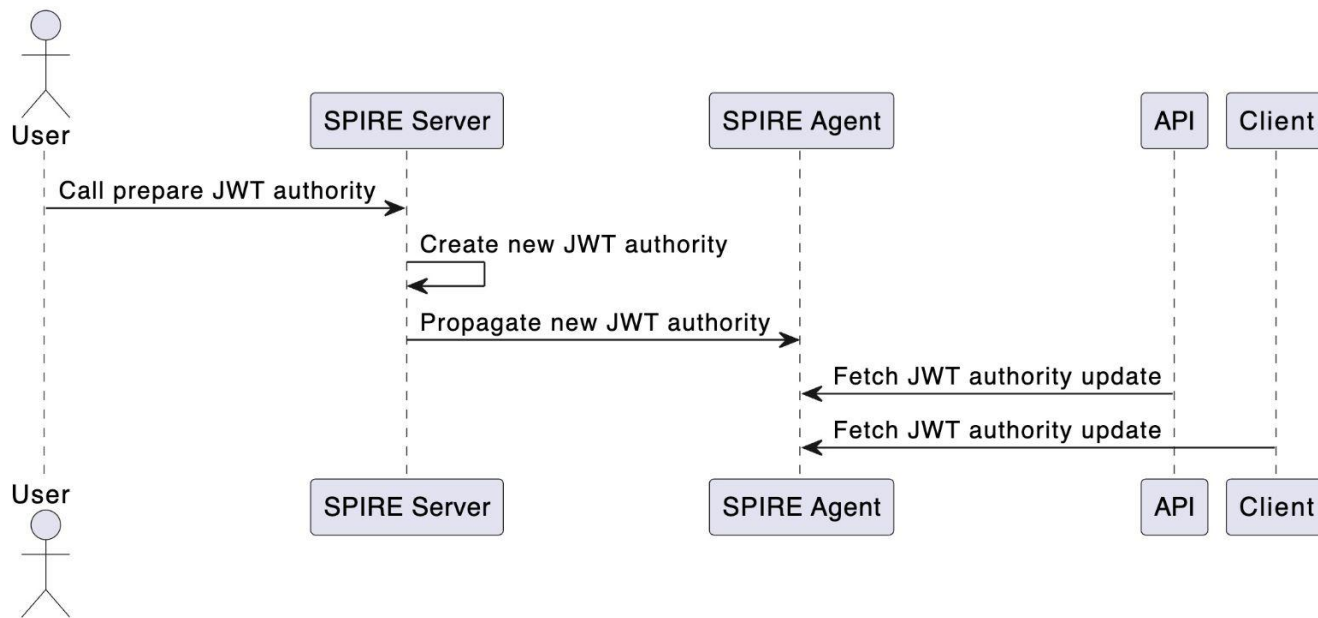 User
SPIRE Server
SPIRE Agent
API
Client
Call prepare JWT authority
Create new JWT authority
Propagate new JWT authority
Fetch JWT authority update
Fetch JWT authority update
User
SPIRE Server
SPIRE Agent
API
Client